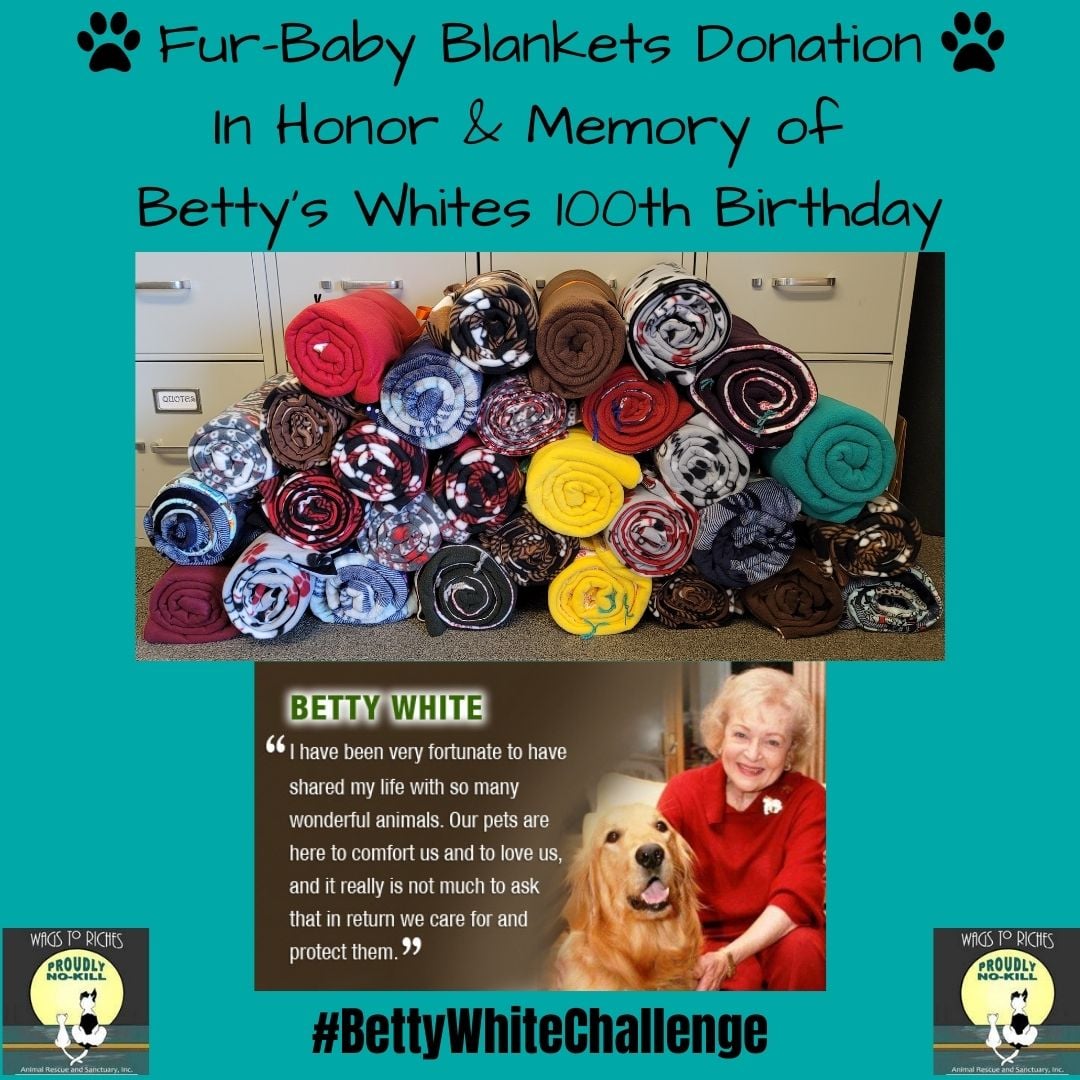 Fur-Baby Blankets Donation
In Honor & Memory of
Betty's Whites 100th Birthday
QUOTES
BETTY WHITE
“I have been very fortunate to have
shared my life with so many
wonderful animals. Our pets are
here to comfort us and to love us,
and it really is not much to ask
that in return we care for and
protect them.”
WAGS TO RICHES
PROUDLY
NO-KILL
Animal Rescue and Sanctuary, Inc.
#BettyWhiteChallenge
WAGS TO RICHES
PROUDLY
NO-KILL
Animal Rescue and Sanctuary, Inc.